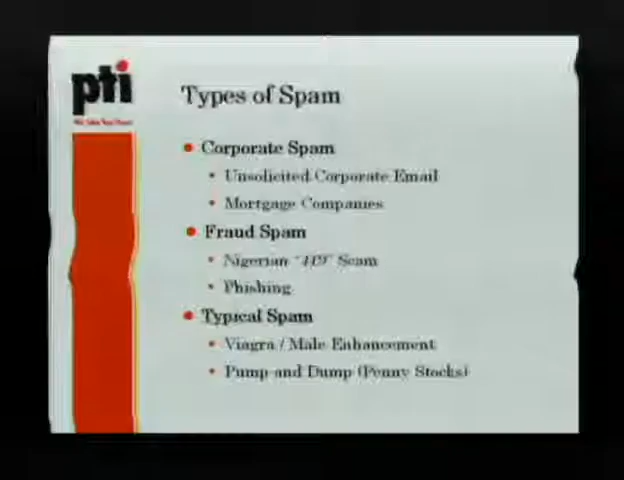 pti
Types of Spam
Corporate Spam
Unsolicited Corporate Email
Mortgage Companies
Fraud Spam
Nigerian "419" Scam
Phishing
Typical Spam
Viagra / Male Enhancement
Pump and Dump (Penny Stocks)